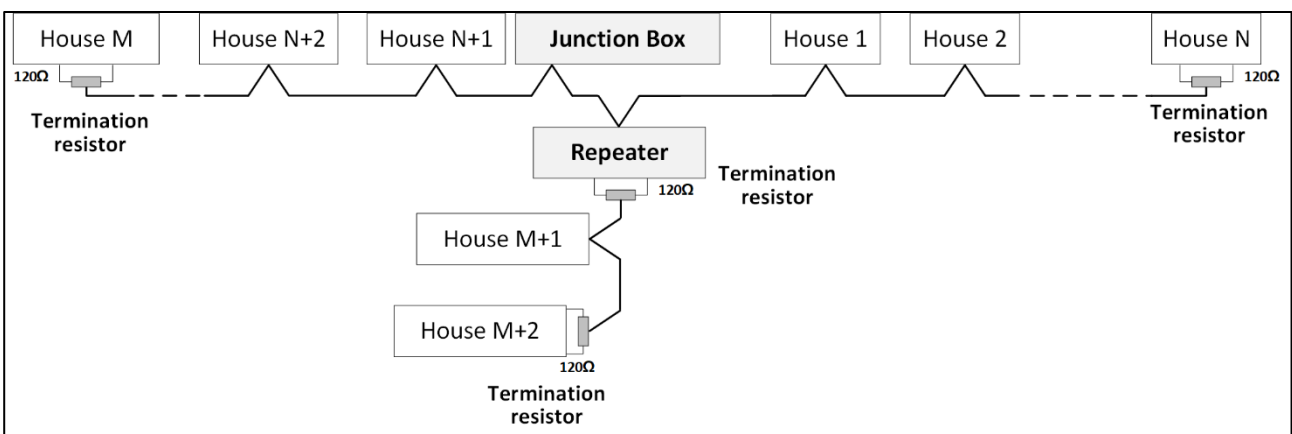 House M
House N+2
House N+1
Junction Box
House 1
House 2
House N
120Ω
120Ω
Termination
resistor
Termination
resistor
Repeater
120Ω
Termination
resistor
House M+1
House M+2
120Ω
Termination
resistor